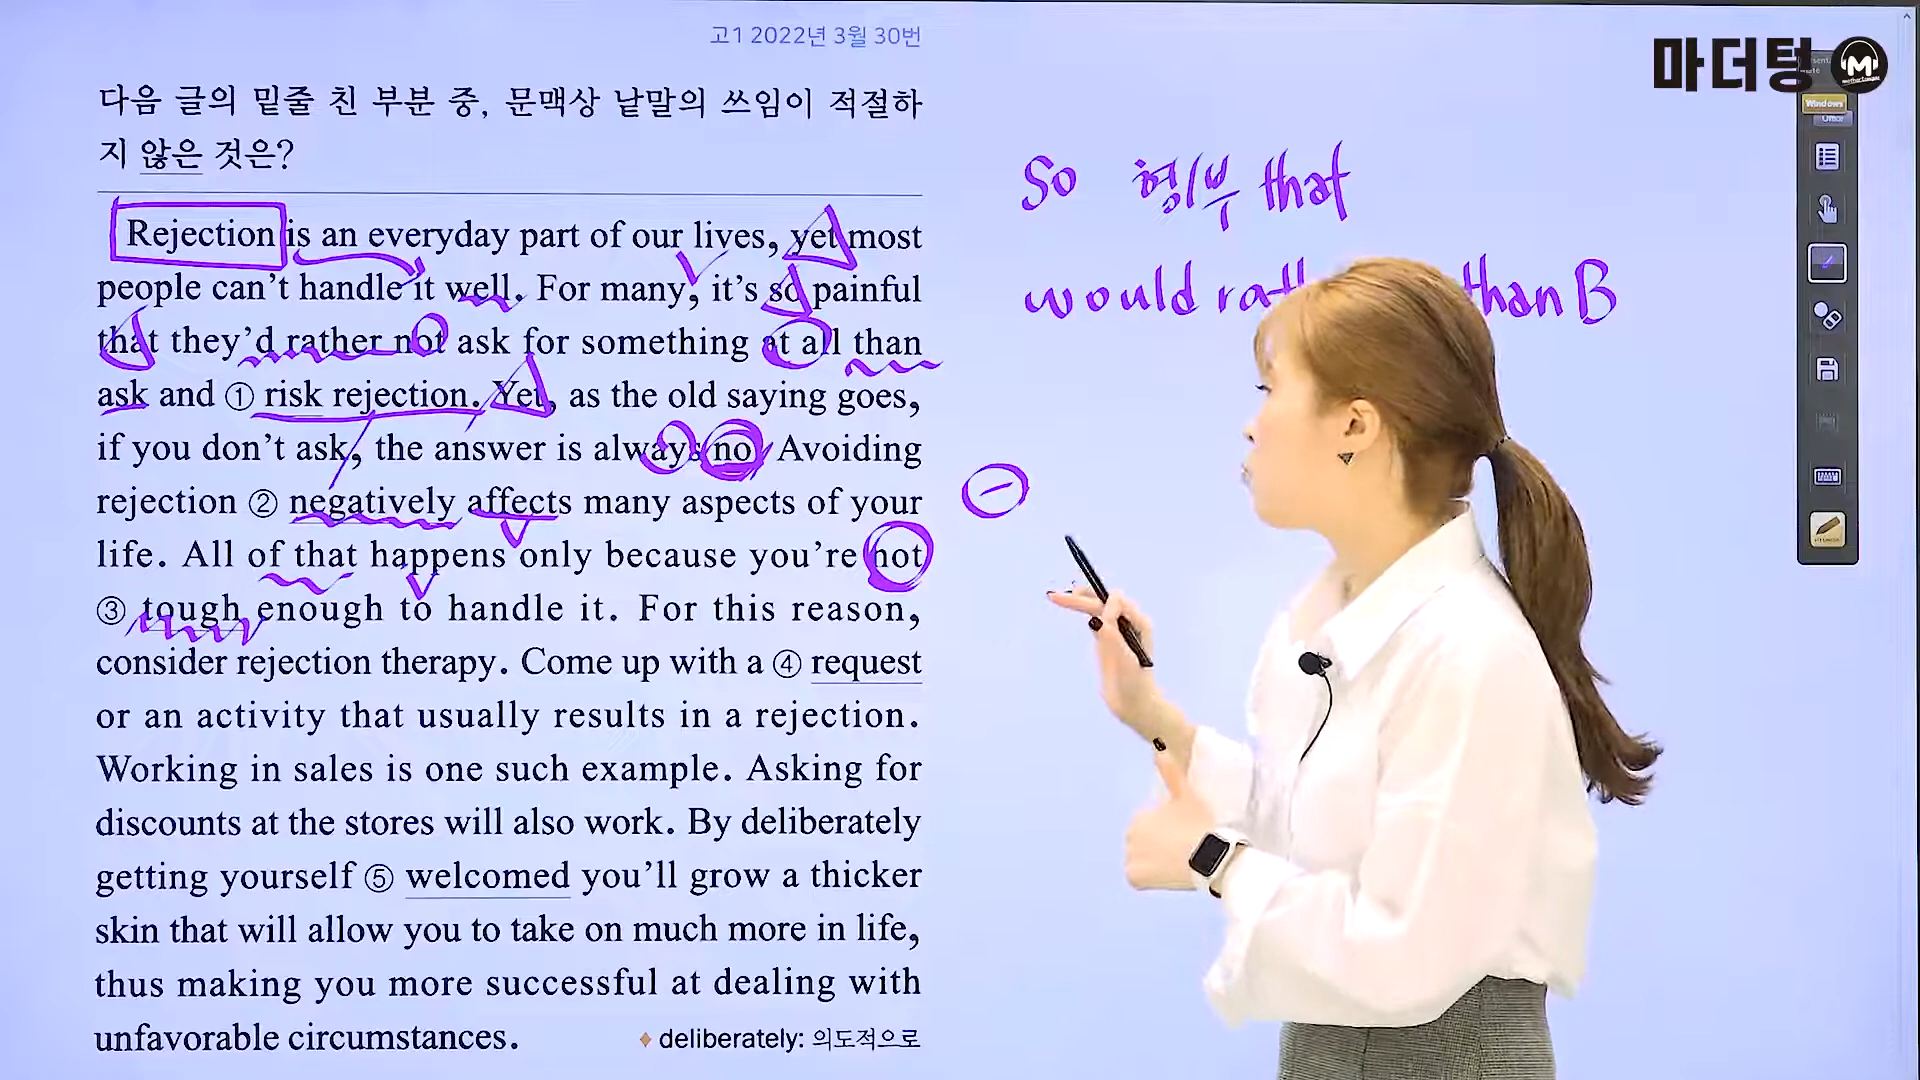 고1 2022년 3월 30번
마더텅
다음 글의 밑줄 친 부분 중, 문맥상 낱말의 쓰임이 적절하
지 않은 것은?
Rejection is an everyday part of our lives, yet most
people can't handle it well. For many, it's so painful
that they'd rather not ask for something at all than
ask and ① risk rejection. Yet, as the old saying goes,
if you don't ask, the answer is always no. Avoiding
rejection ② negatively affects many aspects of your
life. All of that happens only because you're not
③ tough enough to handle it. For this reason,
consider rejection therapy. Come up with a ④ request
or an activity that usually results in a rejection.
Working in sales is one such example. Asking for
discounts at the stores will also work. By deliberately
getting yourself ⑤ welcomed you'll grow a thicker
skin that will allow you to take on much more in life,
thus making you more successful at dealing with
unfavorable circumstances.
♦ deliberately: 의도적으로
So 형/부 that
would than B
Windows
Office